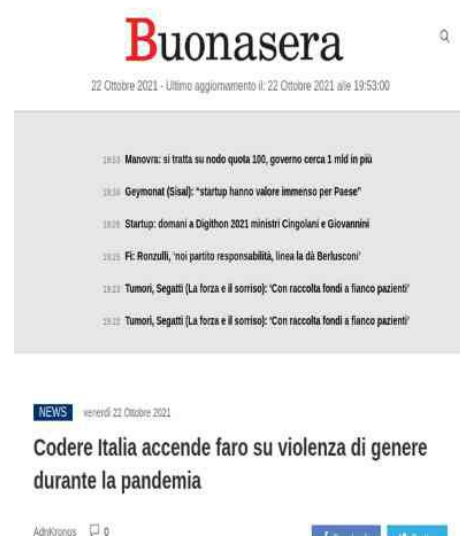 Buonasera
22 Ottobre 2021 - Ultimo aggiornamento il: 22 Ottobre 2021 alle 19:53:00
Manovra: si tratta su nodo quota 100, governo cerca 1 mld in più
Geymonat (Sisal): “startup hanno valore immenso per Paese”
Startup: domani a Digithon 2021 ministri Cingolani e Giovannini
Fi: Ronzulli, ‘noi partito responsabilità, linea la dà Berlusconi’
Tumori, Segatti (La forza e il sorriso): ‘Con raccolta fondi a fianco pazienti’
Tumori, Segatti (La forza e il sorriso): ‘Con raccolta fondi a fianco pazienti’
NEWS venerdì 22 Ottobre 2021
Codere Italia accende faro su violenza di genere
durante la pandemia
AdnKronos 0